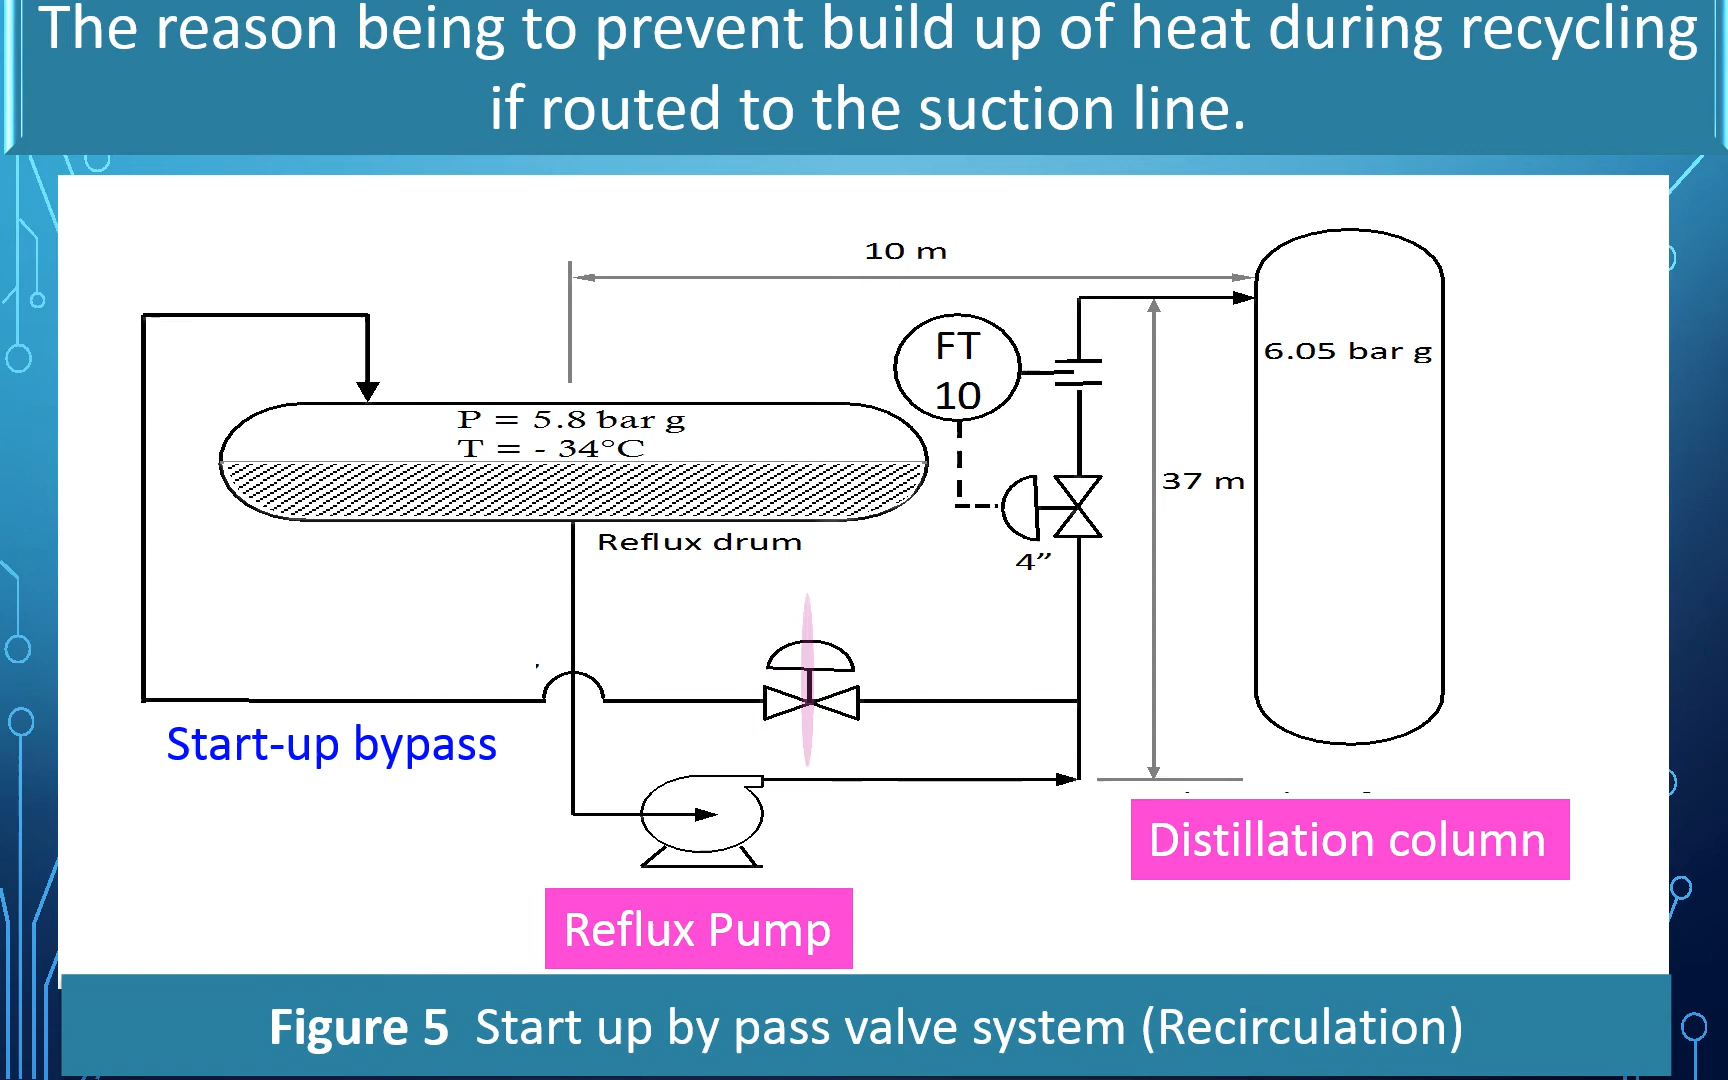 The reason being to prevent build up of heat during recycling
if routed to the suction line.
10 m
FT
10
6.05 bar g
P = 5.8 bar g
T = - 34°C
37 m
Reflux drum
4”
Start-up bypass
Distillation column
Reflux Pump
Figure 5 Start up by pass valve system (Recirculation)